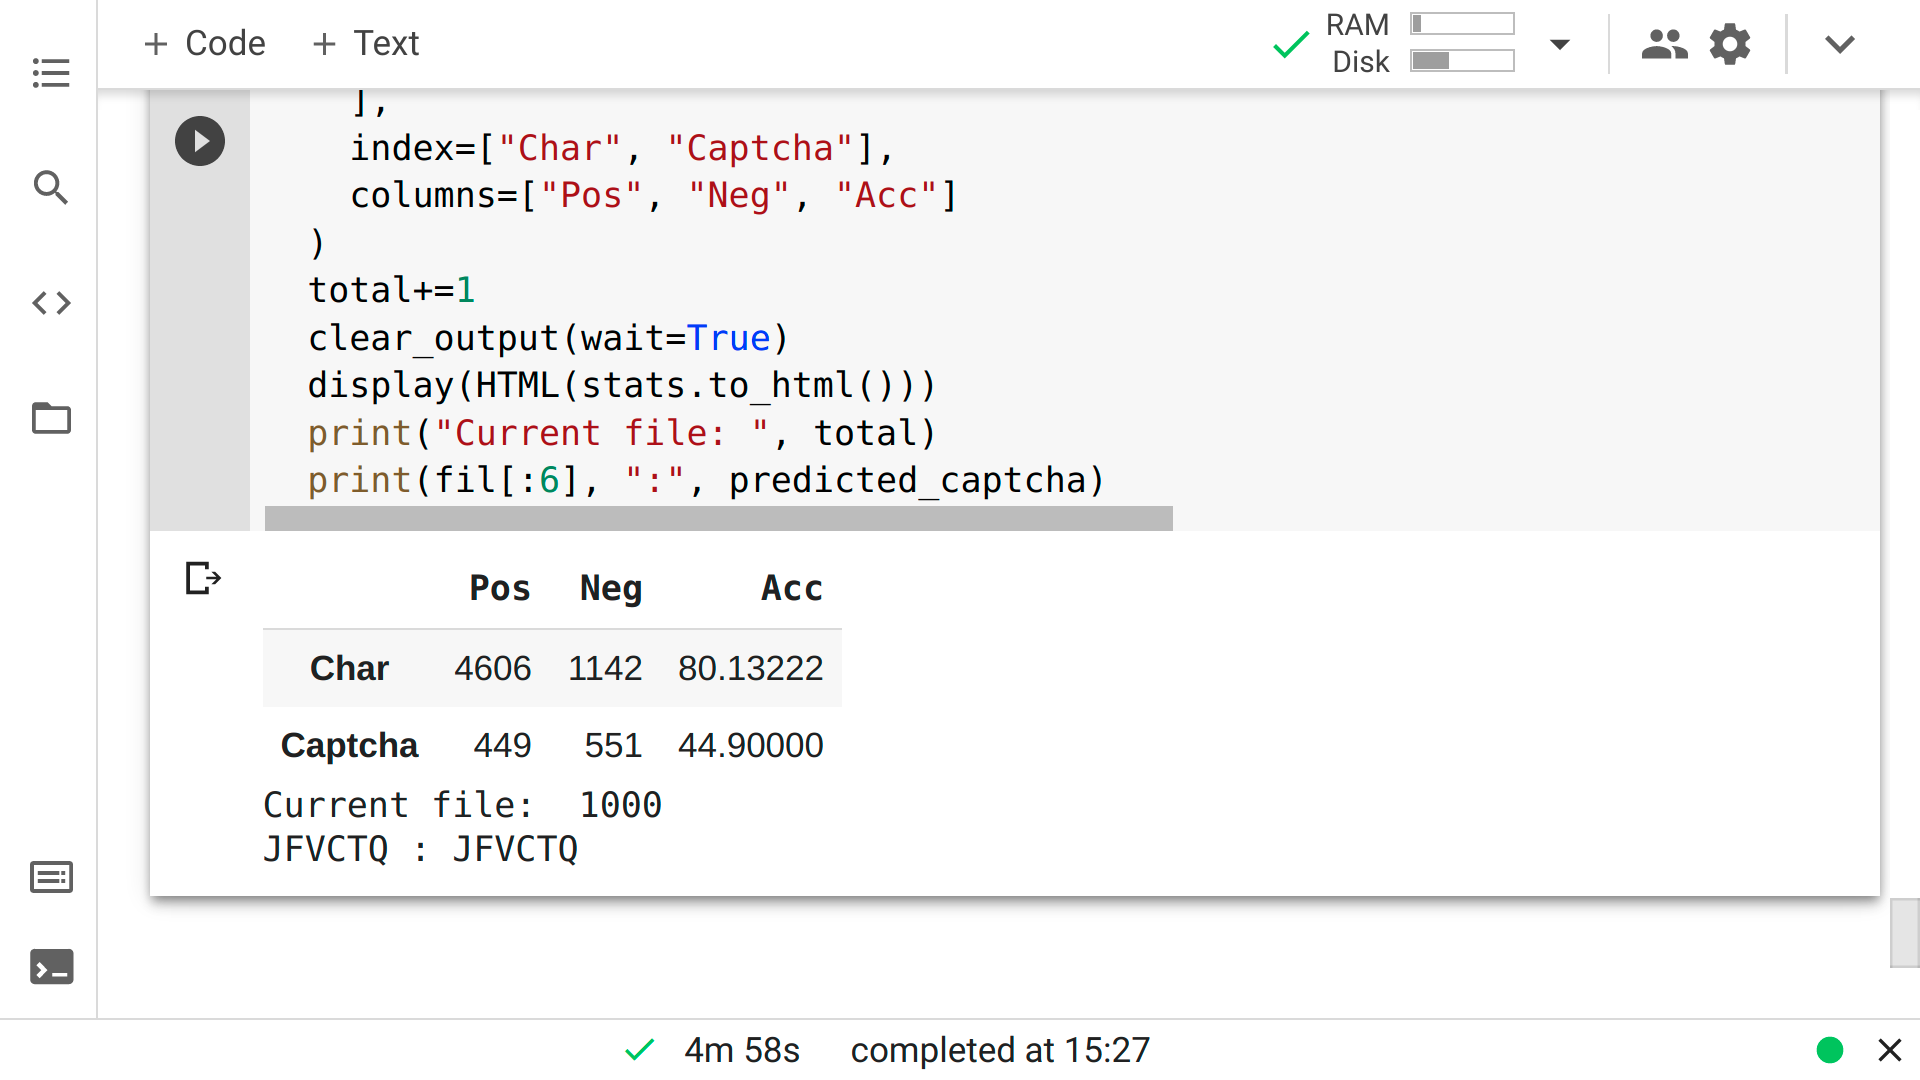 + Code + Text
RAM
Disk
],
index=["Char", "Captcha"],
columns=["Pos", "Neg", "Acc"]
)
total+=1
clear_output(wait=True)
display(HTML(stats.to_html()))
print("Current file: ", total)
print(fil[:6], ":", predicted_captcha)
Pos Neg Acc
Char 4606 1142 80.13222
Captcha 449 551 44.90000
Current file:  1000
JFVCTQ : JFVCTQ
4m 58s completed at 15:27